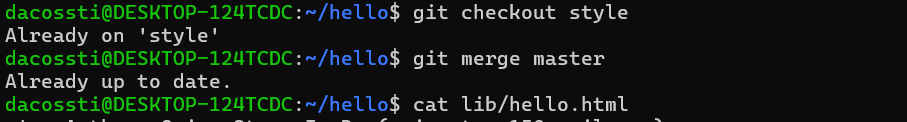 dacossti@DESKTOP-124TCDC:~/hello$ git checkout style
Already on 'style'
dacossti@DESKTOP-124TCDC:~/hello$ git merge master
Already up to date.
dacossti@DESKTOP-124TCDC:~/hello$ cat lib/hello.html